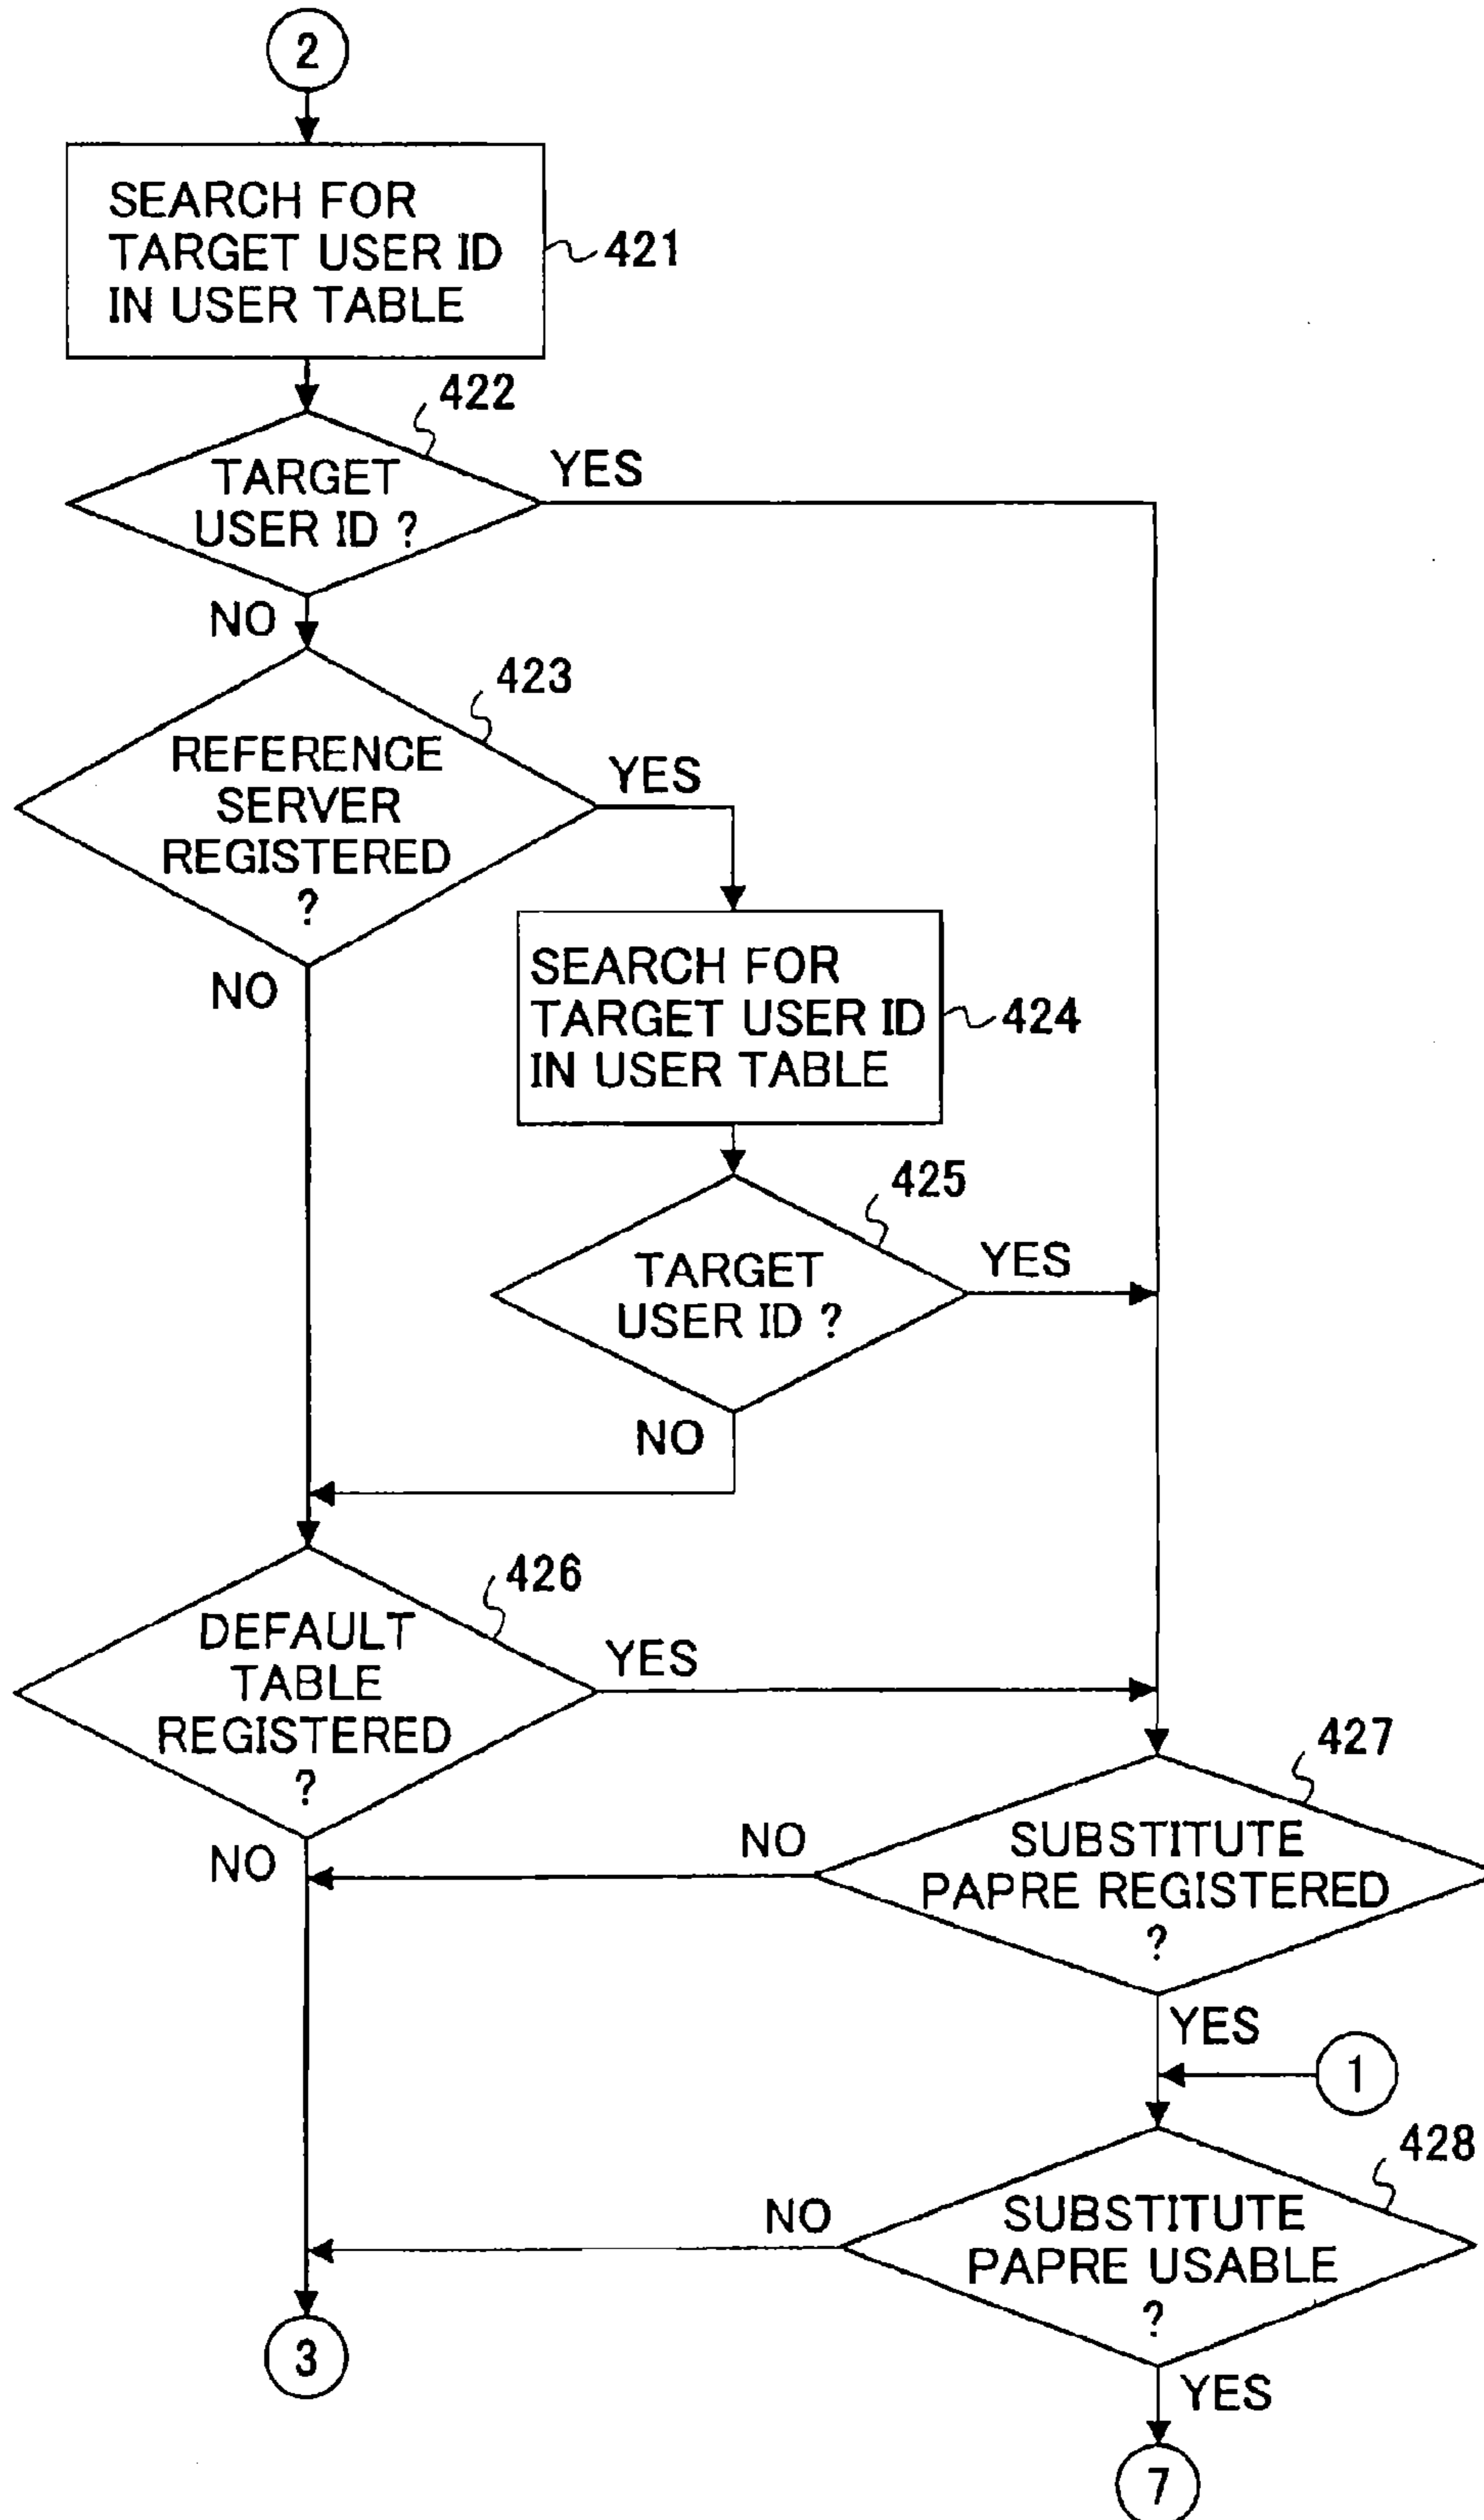 2
SEARCH FOR
TARGET USER ID
IN USER TABLE
421
422
TARGET
USER ID ?
YES
NO
423
REFERENCE
SERVER
REGISTERED
?
YES
NO
SEARCH FOR
TARGET USER ID
IN USER TABLE
424
425
TARGET
USER ID ?
YES
NO
426
DEFAULT
TABLE
REGISTERED
?
YES
NO
427
SUBSTITUTE
PAPRE REGISTERED
?
NO
YES
1
428
SUBSTITUTE
PAPRE USABLE
?
NO
YES
3
7